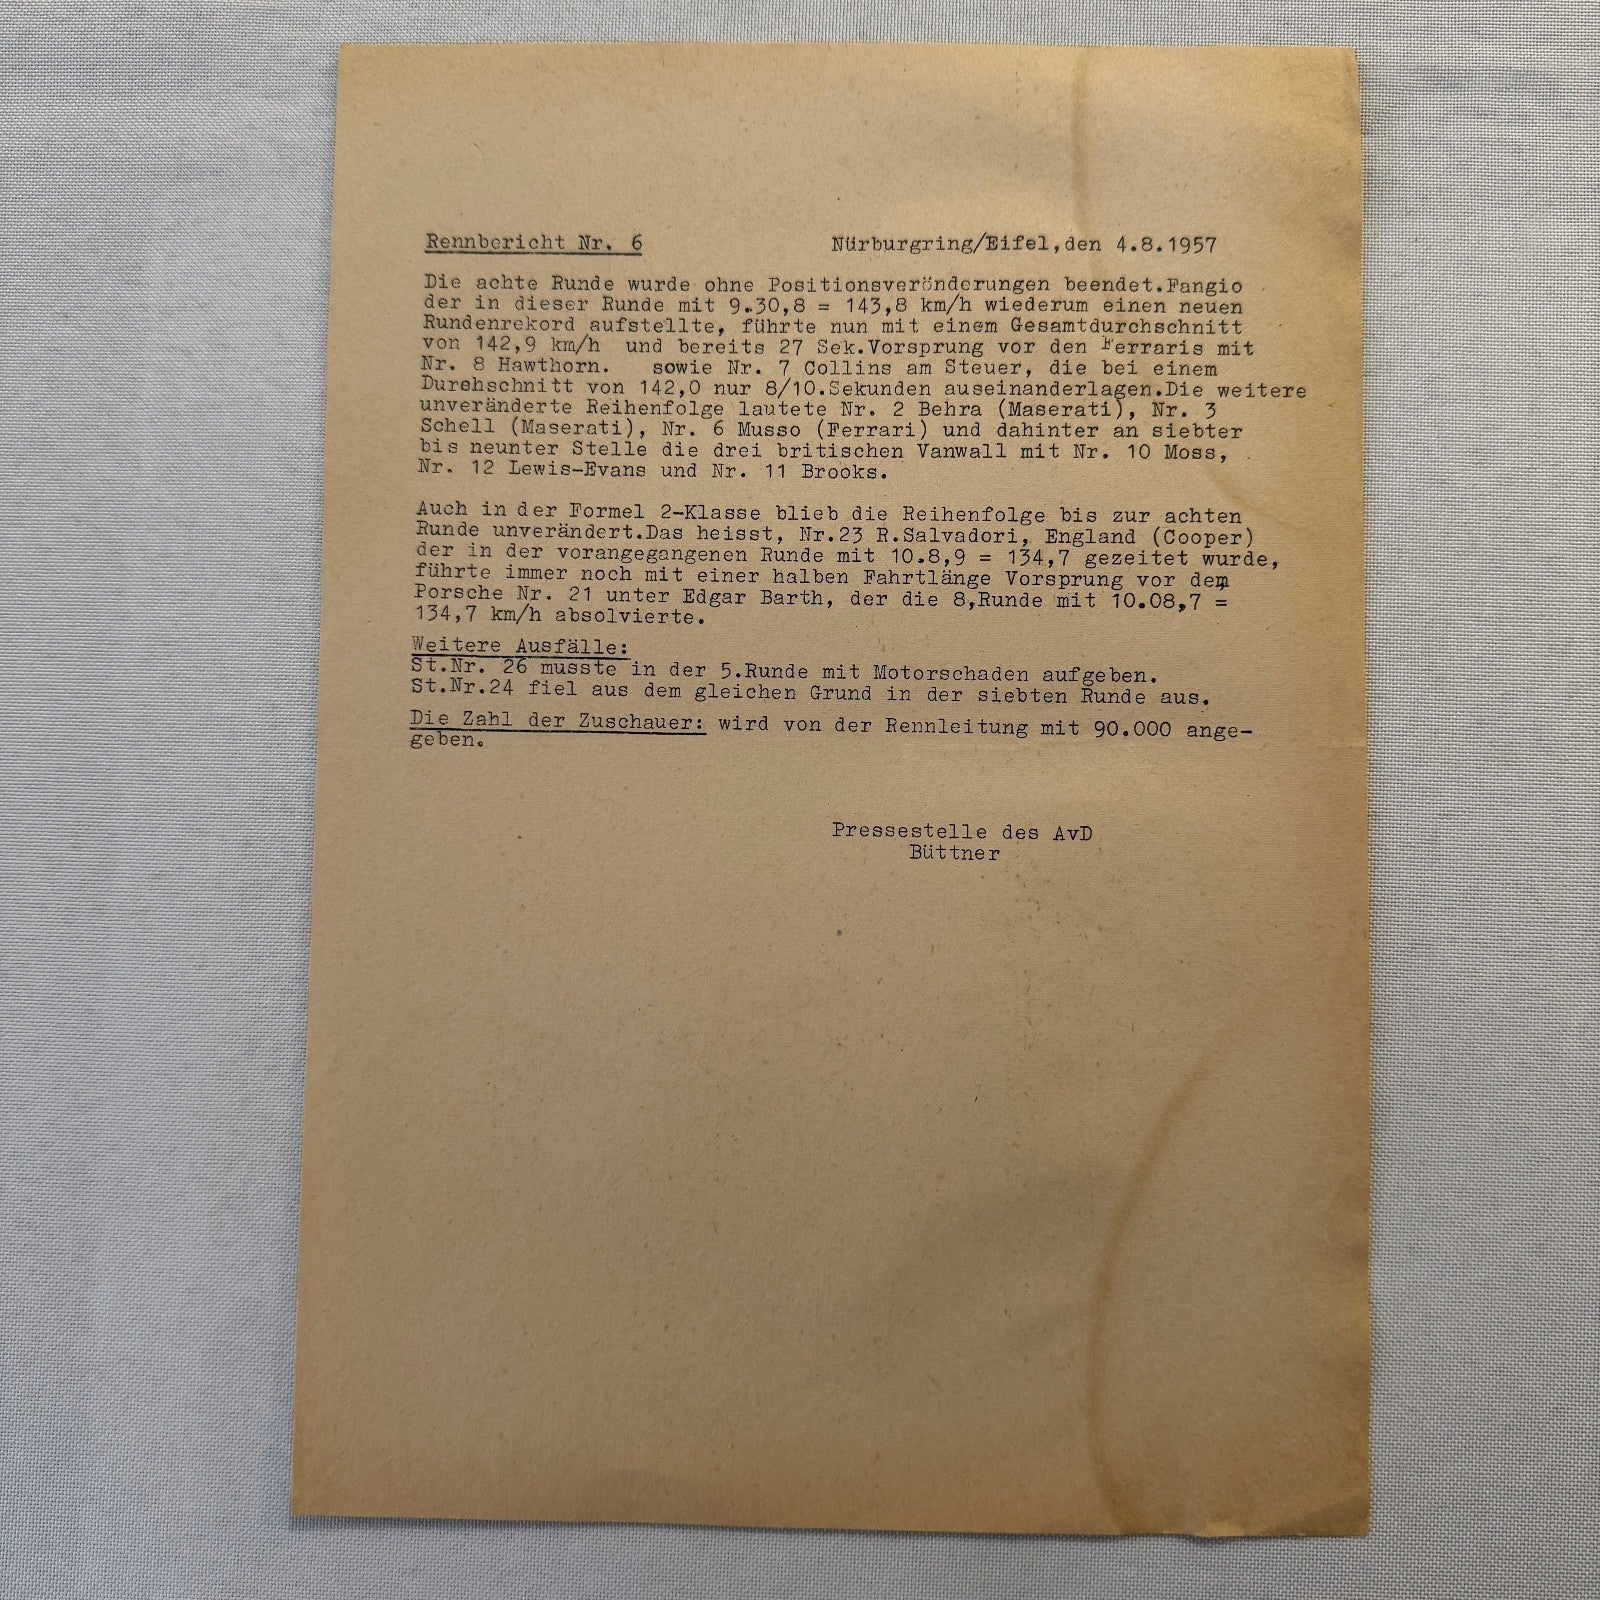 Rennbericht Nr. 6 Nürburgring/Eifel,den 4.8.1957
Die achte Runde wurde ohne Positionsveränderungen beendet.Fangio
der in dieser Runde mit 9.30,8 = 143,8 km/h wiederum einen neuen
Rundenrekord aufstellte, führte nun mit einem Gesamtdurchschnitt
von 142,9 km/h und bereits 27 Sek.Vorsprung vor den Ferraris mit
Nr. 8 Hawthorn. sowie Nr. 7 Collins am Steuer, die bei einem
Durchschnitt von 142,0 nur 8/10.Sekunden auseinanderlagen.Die weitere
unveränderte Reihenfolge lautete Nr. 2 Behra (Maserati), Nr. 3
Schell (Maserati), Nr. 6 Musso (Ferrari) und dahinter an siebter
bis neunter Stelle die drei britischen Vanwall mit Nr. 10 Moss,
Nr. 12 Lewis-Evans und Nr. 11 Brooks.
Auch in der Formel 2-Klasse blieb die Reihenfolge bis zur achten
Runde unverändert.Das heisst, Nr.23 R.Salvadori, England (Cooper)
der in der vorangegangenen Runde mit 10.8,9 = 134,7 gezeitet wurde,
führte immer noch mit einer halben Fahrtlänge Vorsprung vor dem
Porsche Nr. 21 unter Edgar Barth, der die 8,Runde mit 10.08,7 =
134,7 km/h absolvierte.
Weitere Ausfälle:
St.Nr. 26 musste in der 5.Runde mit Motorschaden aufgeben.
St.Nr.24 fiel aus dem gleichen Grund in der siebten Runde aus.
Die Zahl der Zuschauer: wird von der Rennleitung mit 90.000 ange-
geben.
Pressestelle des AvD
Büttner